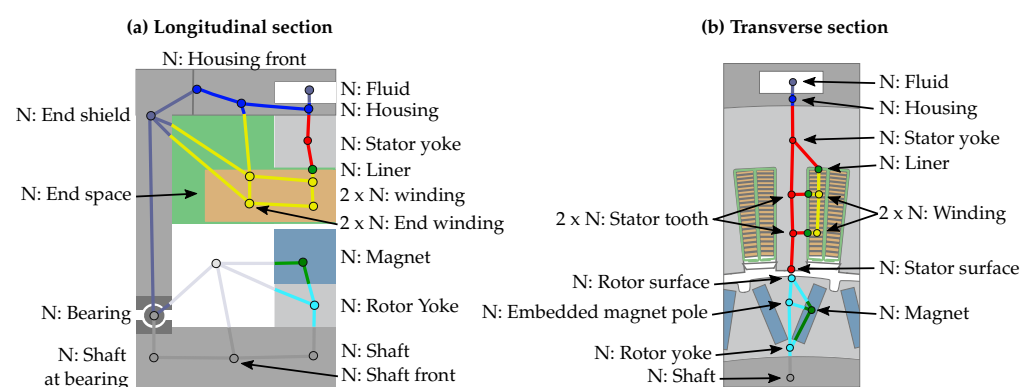 (a) Longitudinal section
N: Housing front
N: Fluid
N: Housing
N: End shield
N: Stator yoke
N: Liner
N: End space
2 x N: winding
2 x N: End winding
N: Magnet
N: Rotor Yoke
N: Bearing
N: Shaft
at bearing
N: Shaft
N: Shaft front
(b) Transverse section
N: Fluid
N: Housing
N: Stator yoke
N: Liner
2 x N: Stator tooth
2 x N: Winding
N: Stator surface
N: Rotor surface
N: Embedded magnet pole
N: Magnet
N: Rotor yoke
N: Shaft